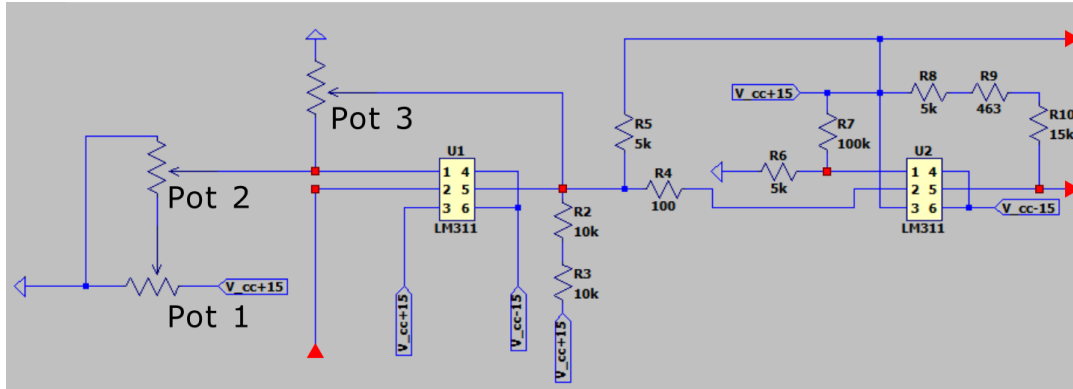 Pot 3
Pot 2
V_cc+15
Pot 1
U1
1 4
2 5
3 6
LM311
V_cc+15
V_cc-15
R2
10k
R3
10k
V_cc+15
R5
5k
R4
100
V_cc+15
R7
100k
R6
5k
R8
5k
R9
463
R10
15k
U2
1 4
2 5
3 6
LM311
V_cc-15